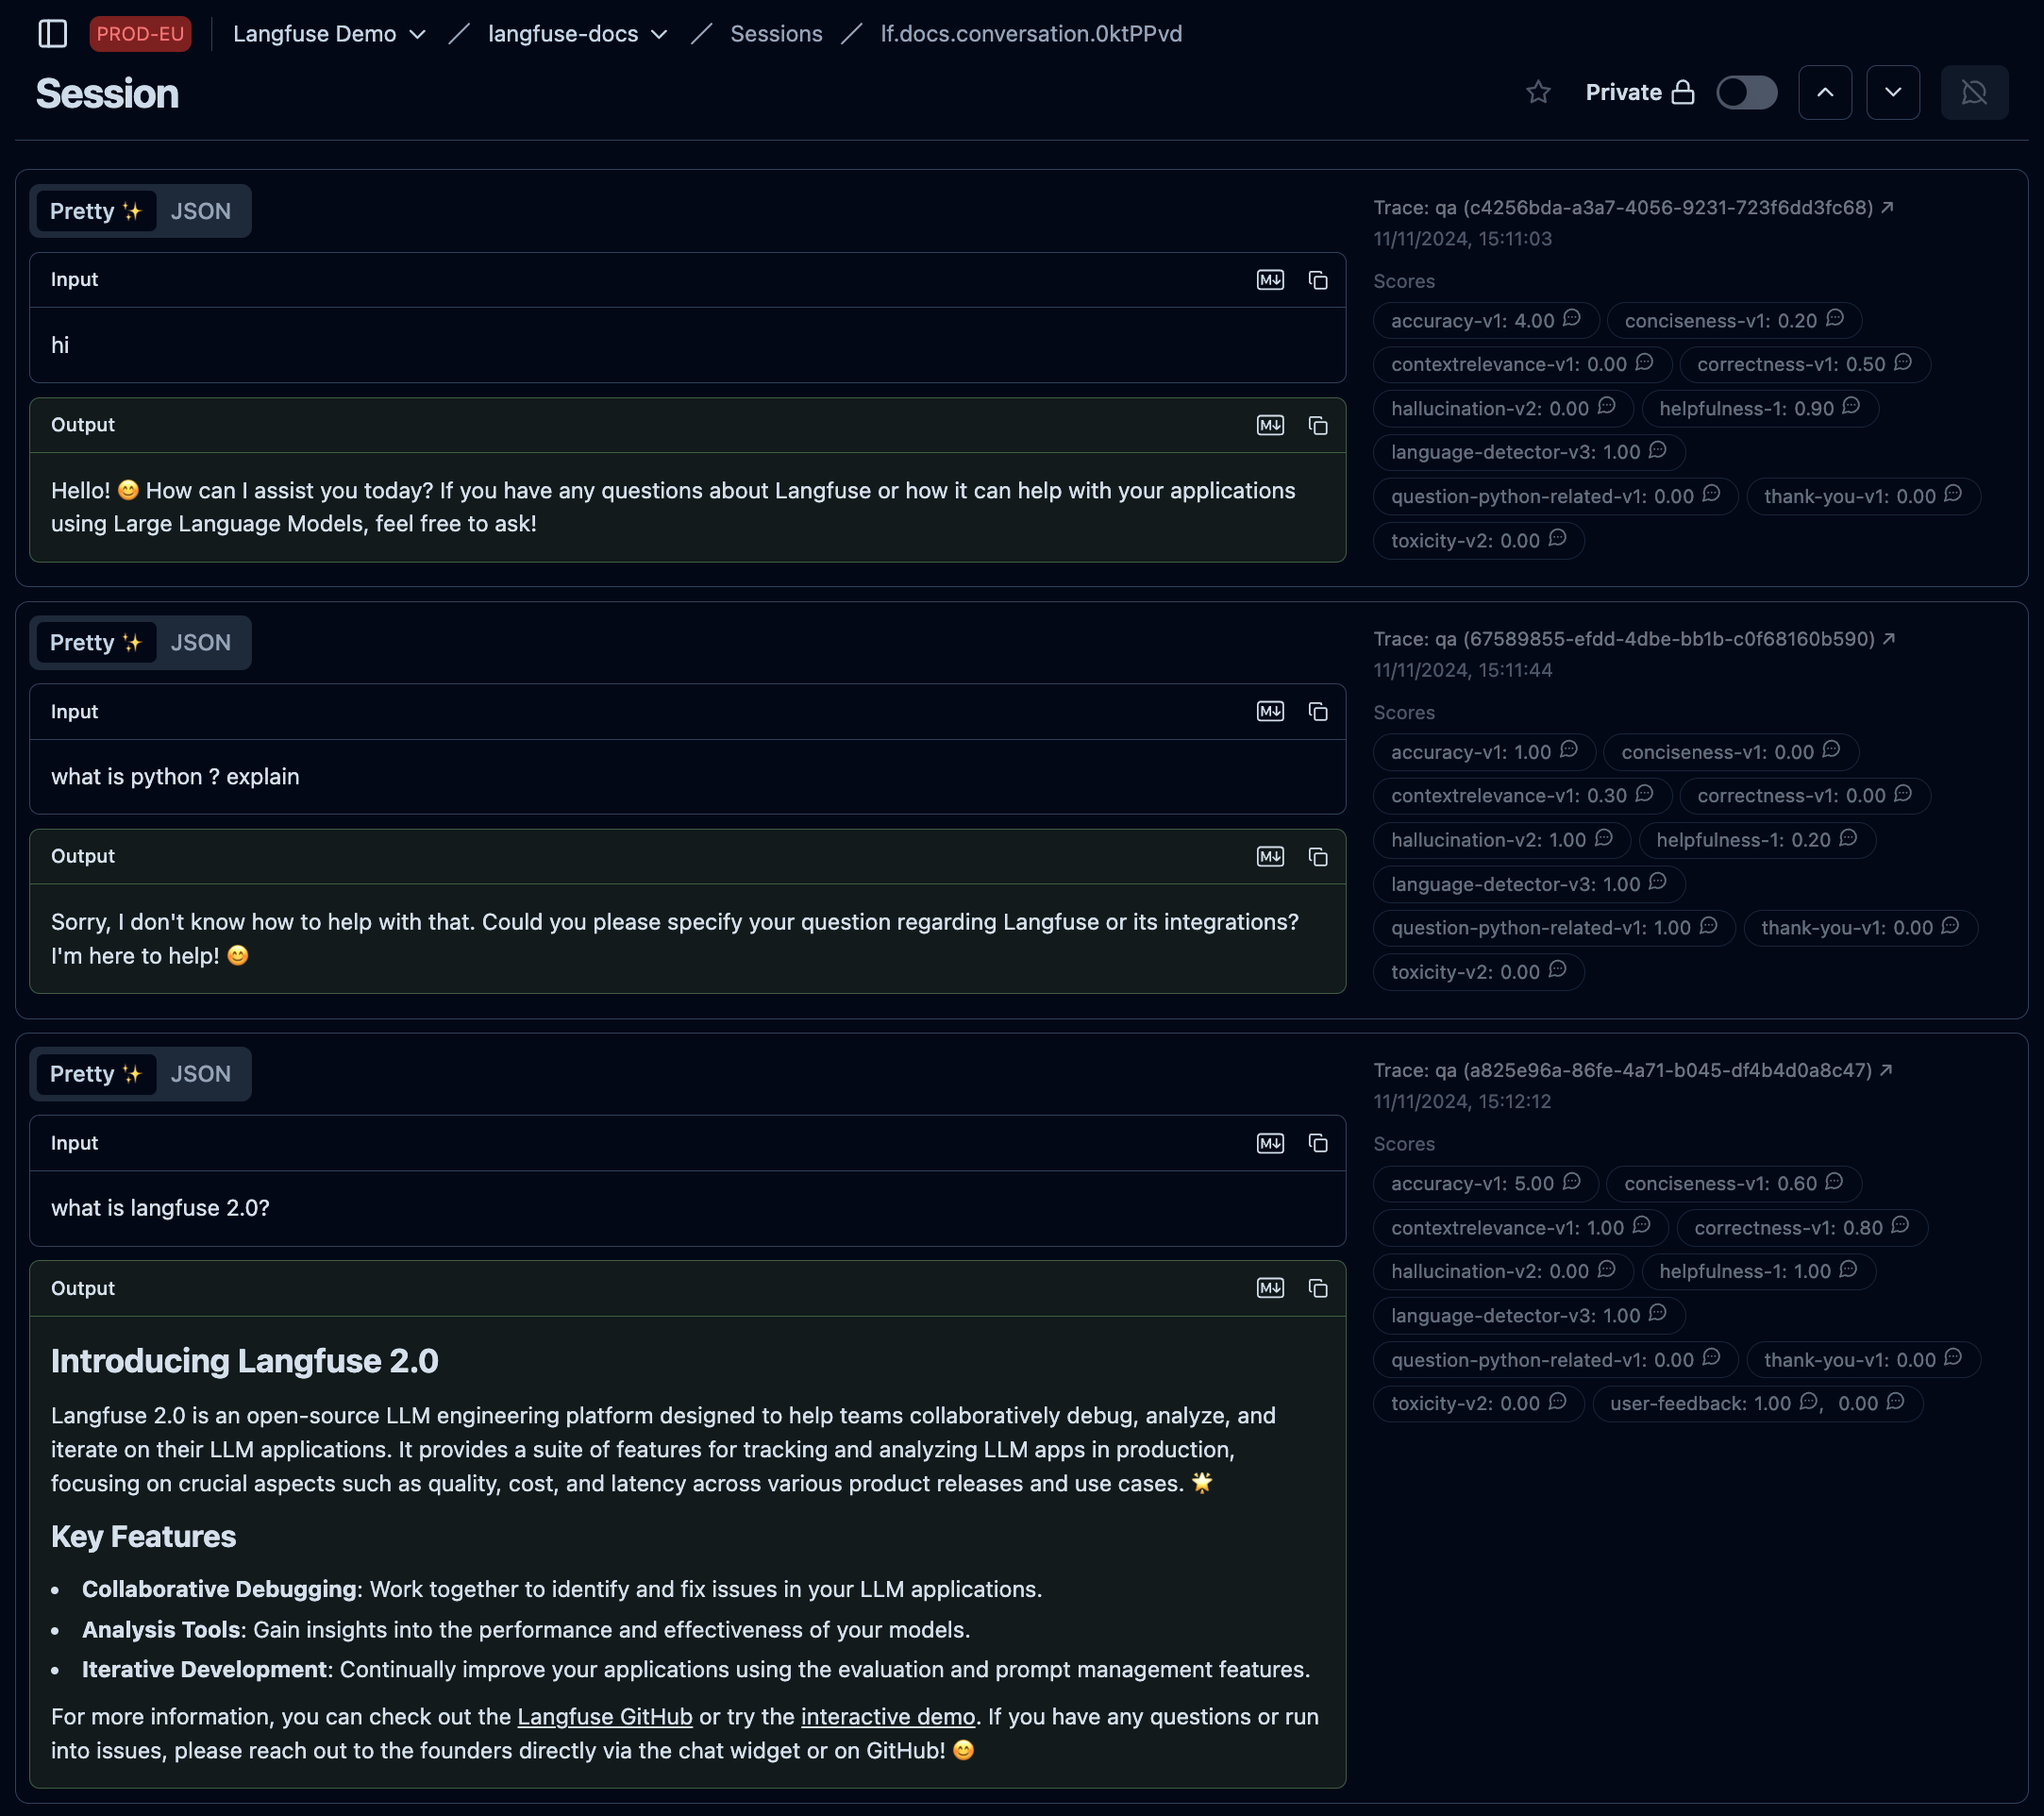 PROD-EU Langfuse Demo / langfuse-docs / Sessions / lf.docs.conversation.0ktPPvd
Session
Private
Pretty ✨ JSON
Input
hi
Output
Hello! 😊 How can I assist you today? If you have any questions about Langfuse or how it can help with your applications
using Large Language Models, feel free to ask!
Trace: qa (c4256bda-a3a7-4056-9231-723f6dd3fc68) ↗
11/11/2024, 15:11:03
Scores
accuracy-v1: 4.00 conciseness-v1: 0.20
contextrelevance-v1: 0.00 correctness-v1: 0.50
hallucination-v2: 0.00 helpfulness-1: 0.90
language-detector-v3: 1.00
question-python-related-v1: 0.00 thank-you-v1: 0.00
toxicity-v2: 0.00
Pretty ✨ JSON
Input
what is python ? explain
Output
Sorry, I don't know how to help with that. Could you please specify your question regarding Langfuse or its integrations?
I'm here to help! 😊
Trace: qa (67589855-efdd-4dbe-bb1b-c0f68160b590) ↗
11/11/2024, 15:11:44
Scores
accuracy-v1: 1.00 conciseness-v1: 0.00
contextrelevance-v1: 0.30 correctness-v1: 0.00
hallucination-v2: 1.00 helpfulness-1: 0.20
language-detector-v3: 1.00
question-python-related-v1: 1.00 thank-you-v1: 0.00
toxicity-v2: 0.00
Pretty ✨ JSON
Input
what is langfuse 2.0?
Output
Introducing Langfuse 2.0
Langfuse 2.0 is an open-source LLM engineering platform designed to help teams collaboratively debug, analyze, and
iterate on their LLM applications. It provides a suite of features for tracking and analyzing LLM apps in production,
focusing on crucial aspects such as quality, cost, and latency across various product releases and use cases. 🌟
Key Features
• Collaborative Debugging: Work together to identify and fix issues in your LLM applications.
• Analysis Tools: Gain insights into the performance and effectiveness of your models.
• Iterative Development: Continually improve your applications using the evaluation and prompt management features.
For more information, you can check out the Langfuse GitHub or try the interactive demo. If you have any questions or run
into issues, please reach out to the founders directly via the chat widget or on GitHub! 😊
Trace: qa (a825e96a-86fe-4a71-b045-df4b4d0a8c47) ↗
11/11/2024, 15:12:12
Scores
accuracy-v1: 5.00 conciseness-v1: 0.60
contextrelevance-v1: 1.00 correctness-v1: 0.80
hallucination-v2: 0.00 helpfulness-1: 1.00
language-detector-v3: 1.00
question-python-related-v1: 0.00 thank-you-v1: 0.00
toxicity-v2: 0.00 user-feedback: 1.00, 0.00